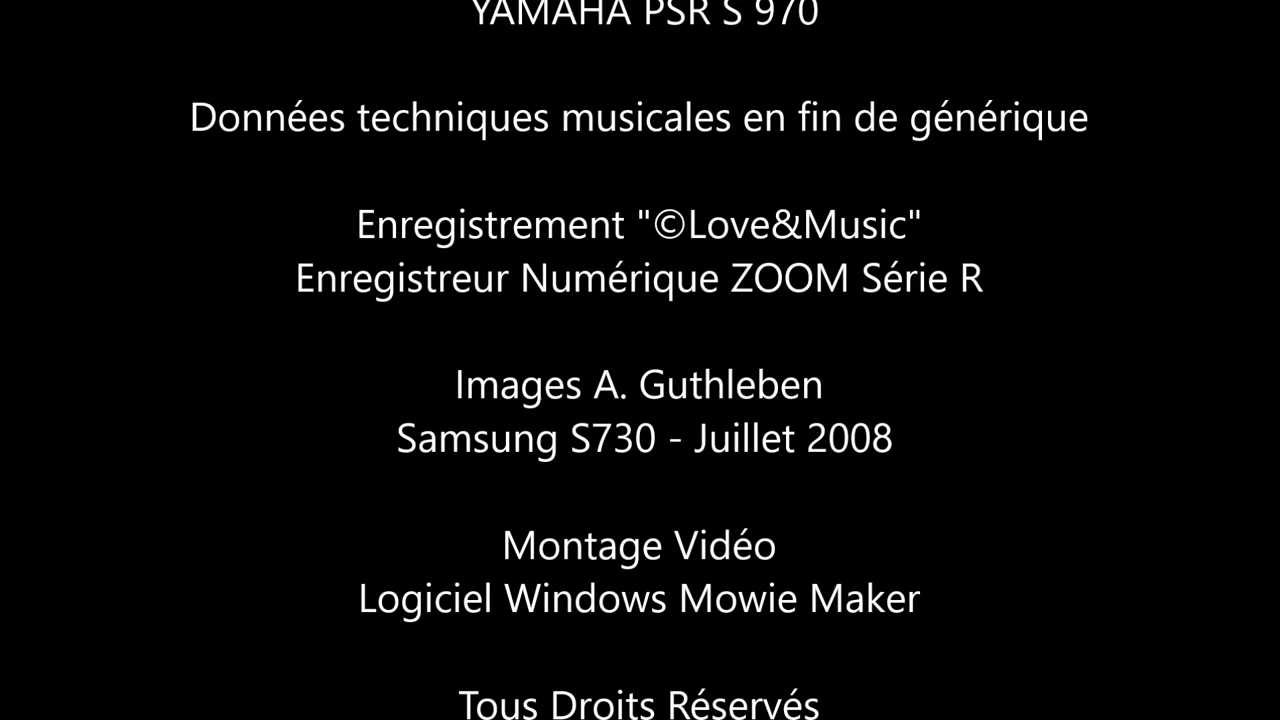 YAMAHA PSR S 970
Données techniques musicales en fin de générique
Enregistrement "©Love&Music"
Enregistreur Numérique ZOOM Série R
Images A. Guthleben
Samsung S730 - Juillet 2008
Montage Vidéo
Logiciel Windows Mowie Maker
Tous Droits Réservés